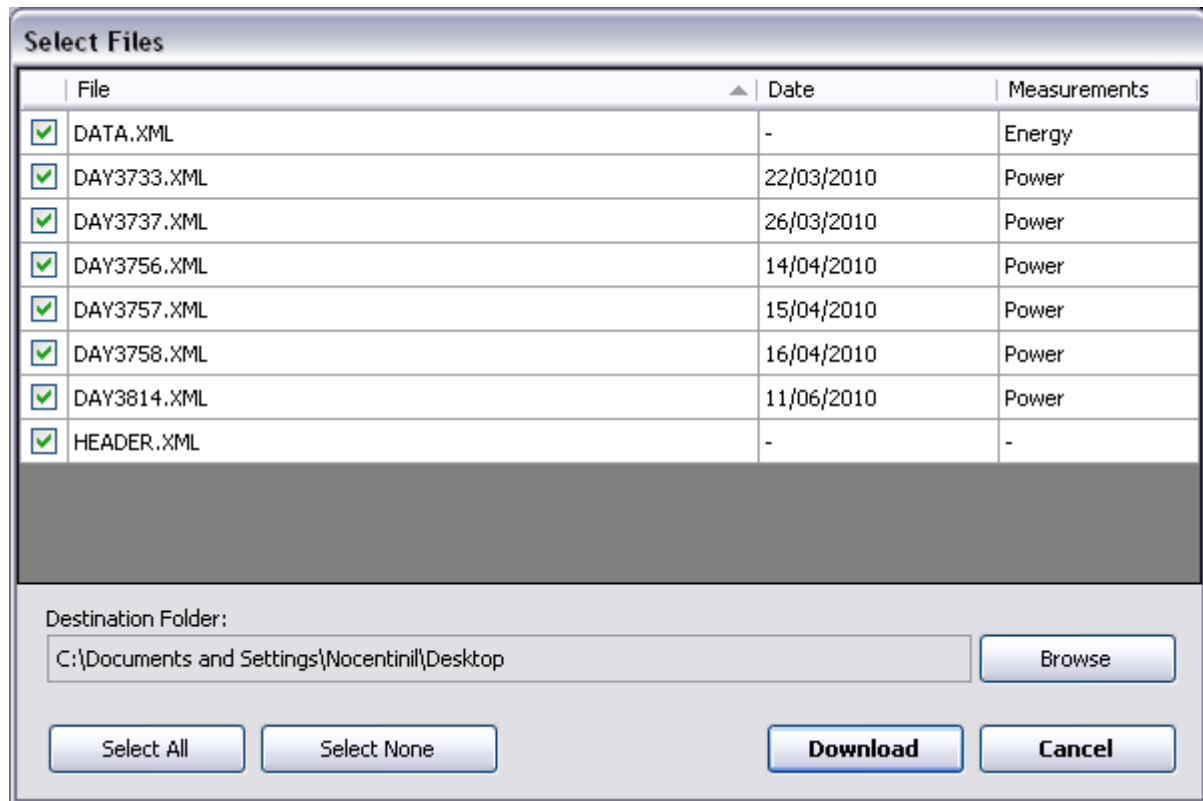 Select Files
File Date Measurements
DATA.XML - Energy
DAY3733.XML 22/03/2010 Power
DAY3737.XML 26/03/2010 Power
DAY3756.XML 14/04/2010 Power
DAY3757.XML 15/04/2010 Power
DAY3758.XML 16/04/2010 Power
DAY3814.XML 11/06/2010 Power
HEADER.XML - -
Destination Folder:
C:\Documents and Settings\Nocentinil\Desktop Browse
Select All Select None Download Cancel